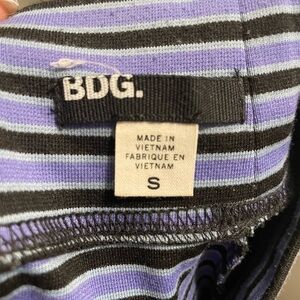 BDG.
MADE IN
VIETNAM
FABRIQUE EN
VIETNAM
S